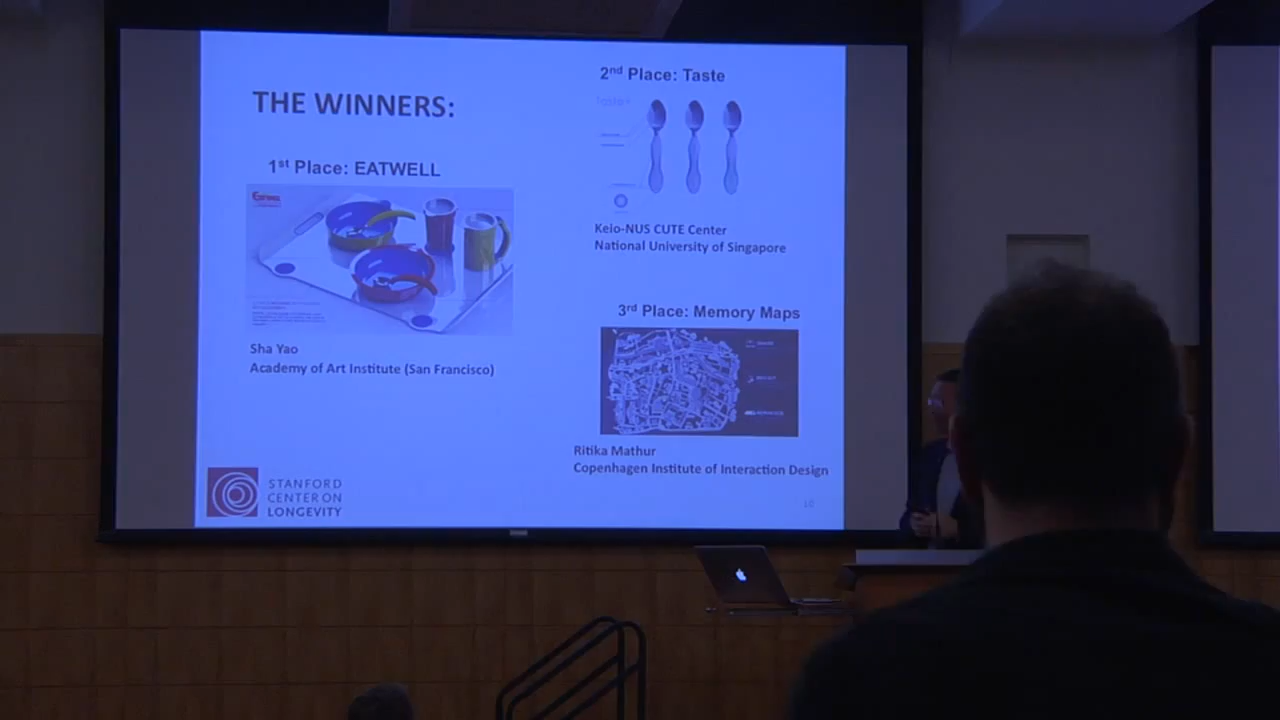 THE WINNERS:
1st Place: EATWELL
Sha Yao
Academy of Art Institute (San Francisco)
2nd Place: Taste
Taste+
Keio-NUS CUTE Center
National University of Singapore
3rd Place: Memory Maps
Ritika Mathur
Copenhagen Institute of Interaction Design
STANFORD
CENTER ON
LONGEVITY